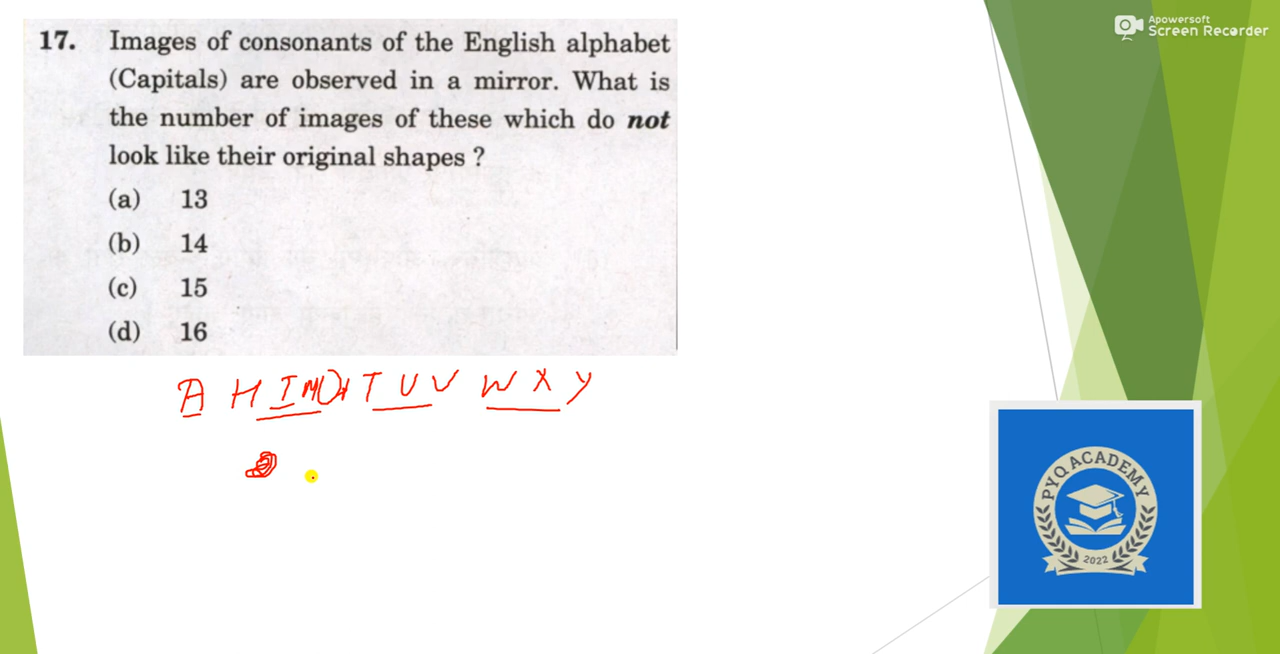 Apowersoft
Screen Recorder
17. Images of consonants of the English alphabet
(Capitals) are observed in a mirror. What is
the number of images of these which do not
look like their original shapes ?
(a) 13
(b) 14
(c) 15
(d) 16
A H I M O T U V W X Y
PYQ ACADEMY
2022